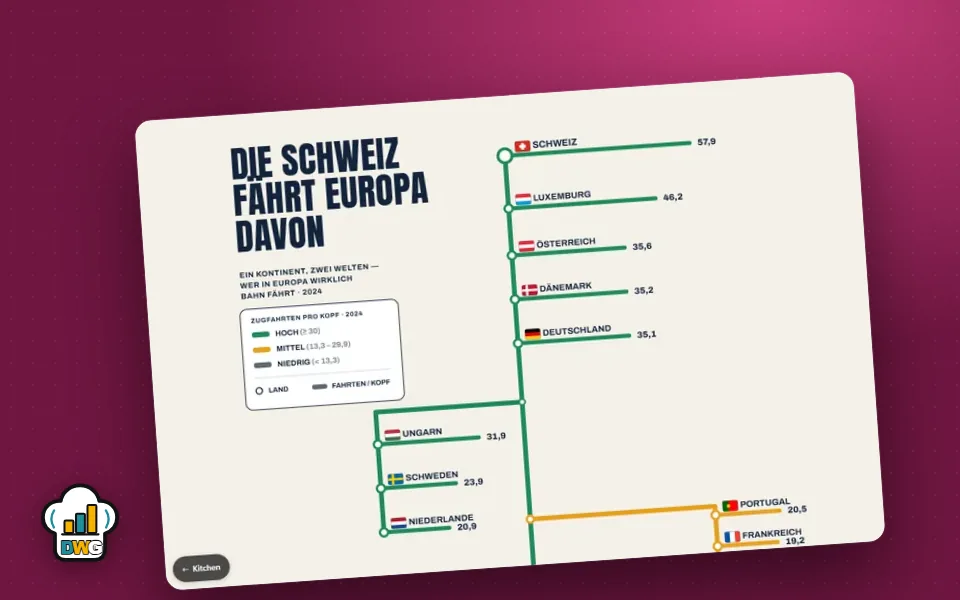 DIE SCHWEIZ
FÄHRT EUROPA
DAVON
EIN KONTINENT, ZWEI WELTEN —
WER IN EUROPA WIRKLICH
BAHN FÄHRT · 2024
ZUGFAHRTEN PRO KOPF · 2024
HOCH (≥ 30)
MITTEL (13,3 – 29,9)
NIEDRIG (< 13,3)
LAND FAHRTEN / KOPF
SCHWEIZ 57,9
LUXEMBURG 46,2
ÖSTERREICH 35,6
DÄNEMARK 35,2
DEUTSCHLAND 35,1
UNGARN 31,9
SCHWEDEN 23,9
NIEDERLANDE 20,9
PORTUGAL 20,5
FRANKREICH 19,2
← Kitchen
DWG